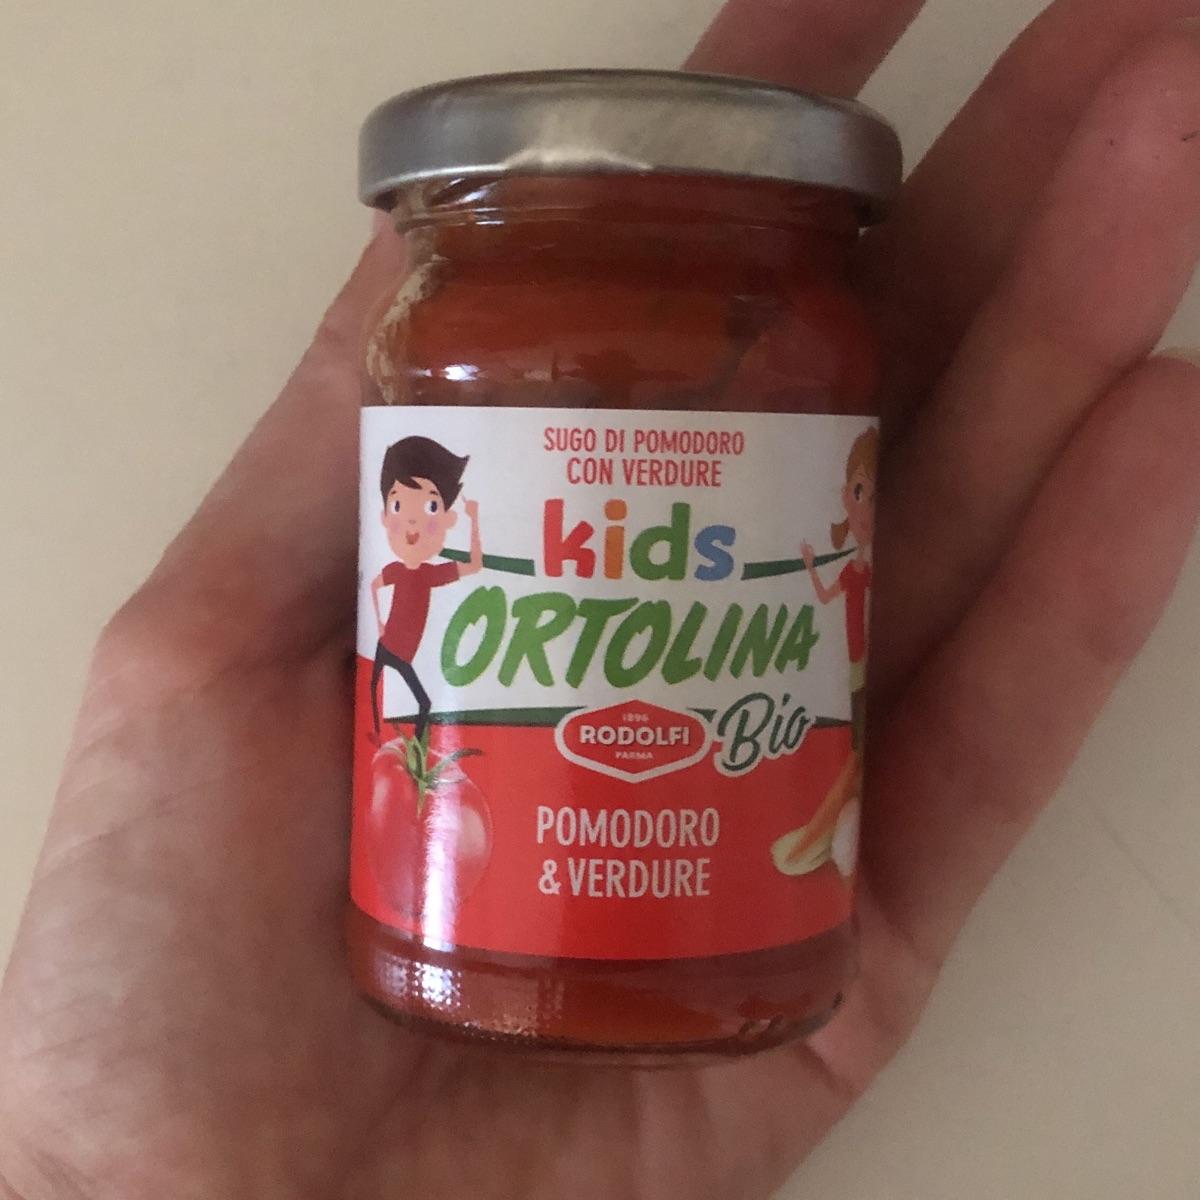 SUGO DI POMODORO
CON VERDURE
kids
ORTOLINA
Bio
1896
RODOLFI
PARMA
POMODORO
& VERDURE